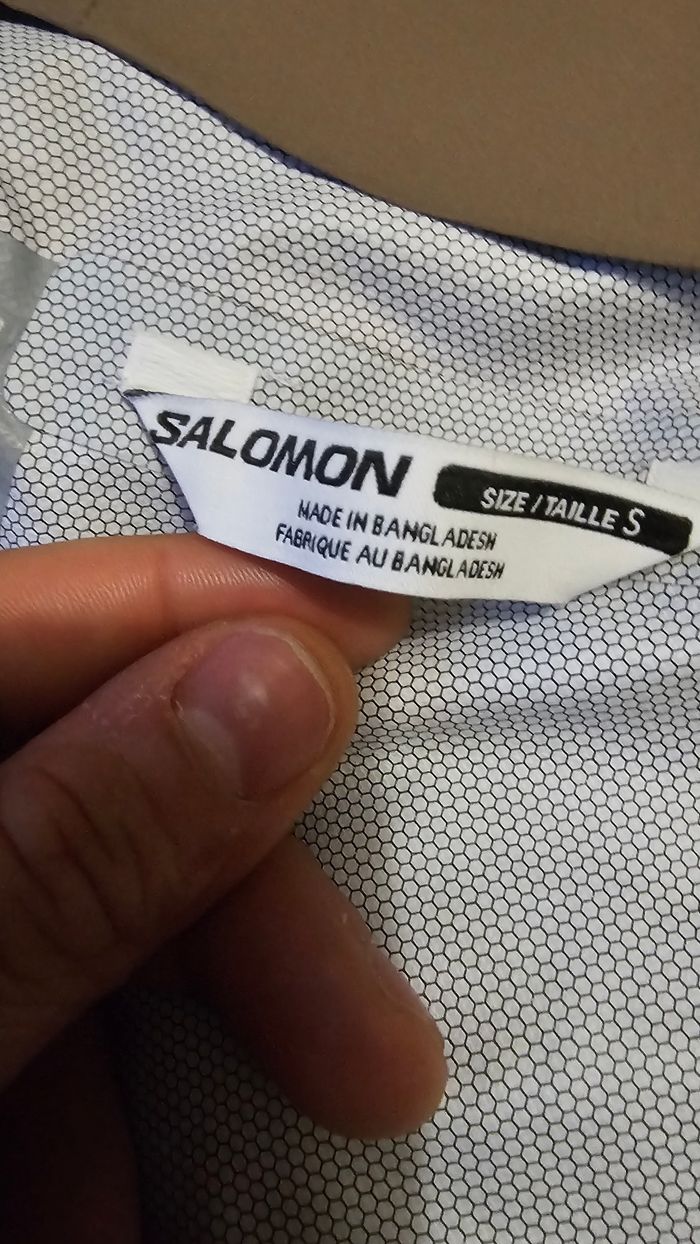 SALOMON
SIZE / TAILLE S
MADE IN BANGLADESH
FABRIQUE AU BANGLADESH